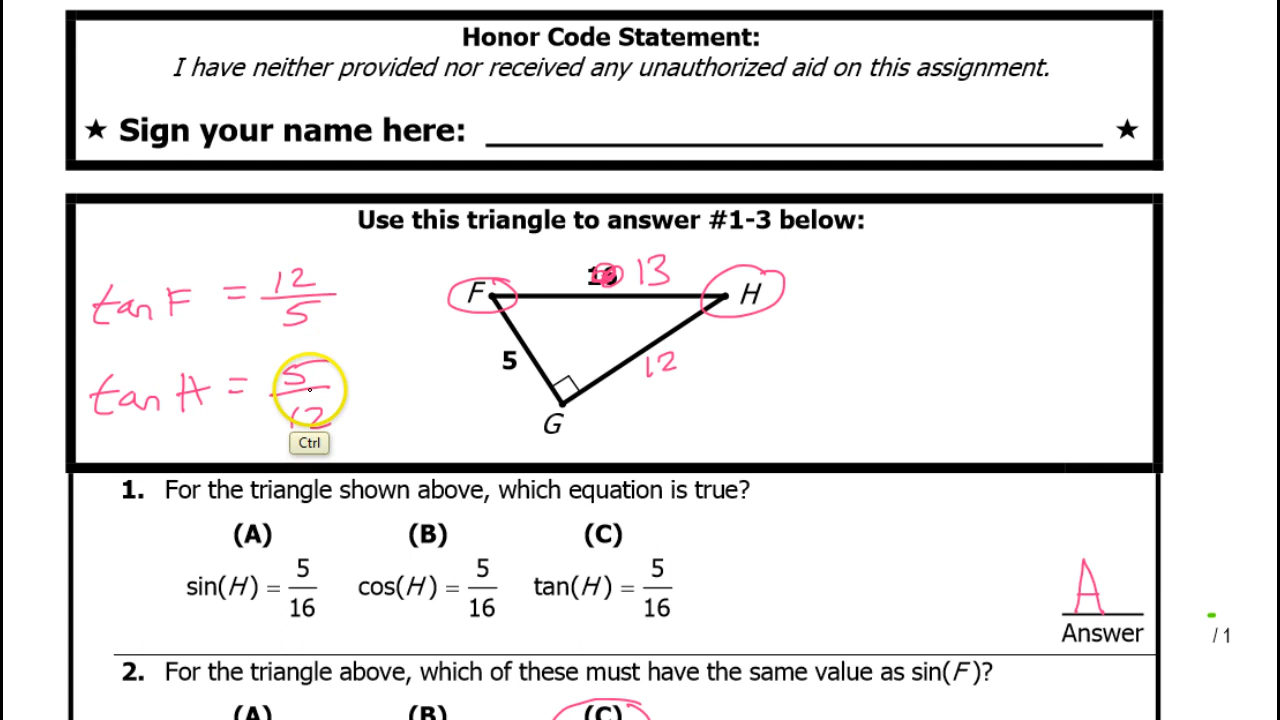 Honor Code Statement:
I have neither provided nor received any unauthorized aid on this assignment.
★ Sign your name here: ★
Use this triangle to answer #1-3 below:
tan F = 12/5
tan H = 5/12
Ctrl
13
F
H
5
12
G
1. For the triangle shown above, which equation is true?
(A) (B) (C)
sin(H) = 5/16 cos(H) = 5/16 tan(H) = 5/16
A
Answer
/ 1
2. For the triangle above, which of these must have the same value as sin(F)?
(A) (B) (C)